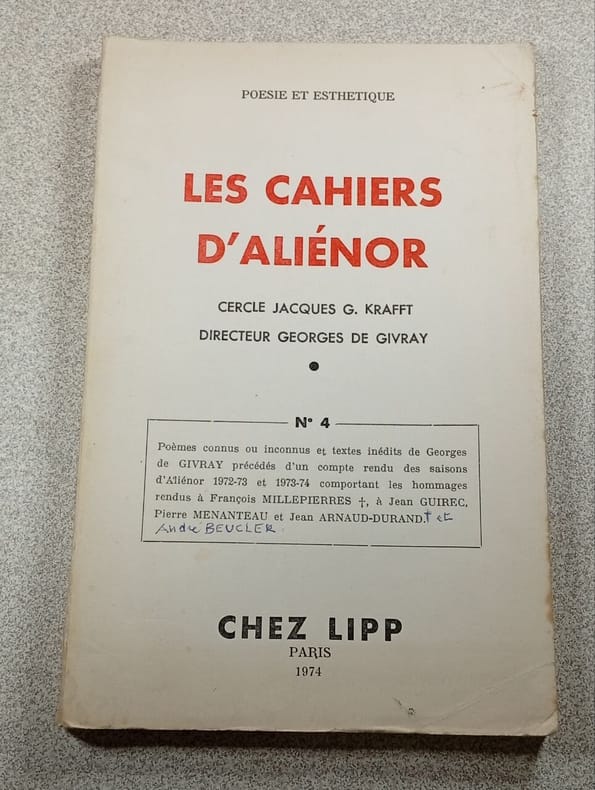 POESIE ET ESTHETIQUE
LES CAHIERS
D'ALIÉNOR
CERCLE JACQUES G. KRAFFT
DIRECTEUR GEORGES DE GIVRAY
N° 4
Poèmes connus ou inconnus et textes inédits de Georges
de GIVRAY précédés d'un compte rendu des saisons
d'Aliénor 1972-73 et 1973-74 comportant les hommages
rendus à François MILLEPIERRES †, à Jean GUIREC,
Pierre MENANTEAU et Jean ARNAUD-DURAND.† et
André BEUCLER.
CHEZ LIPP
PARIS
1974